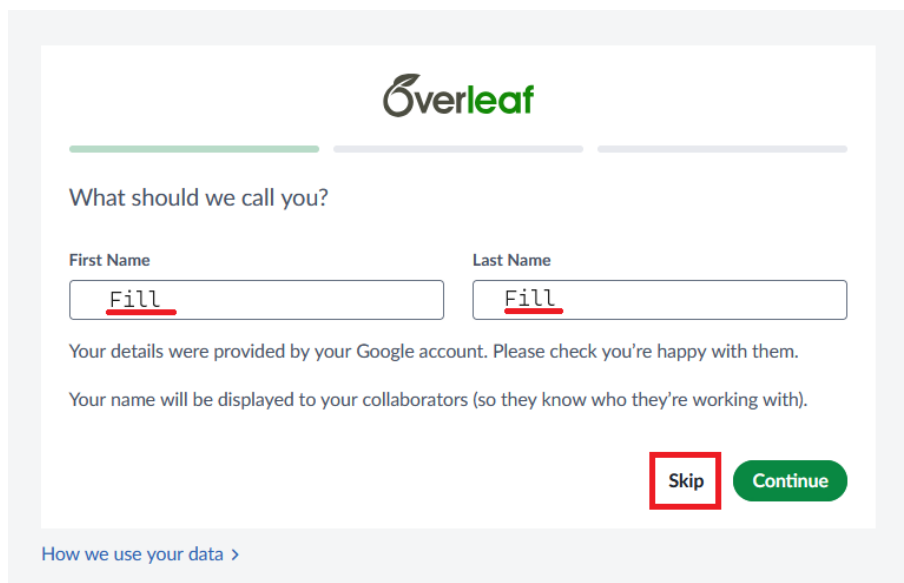 Overleaf
What should we call you?
First Name
Last Name
Fill
Fill
Your details were provided by your Google account. Please check you’re happy with them.
Your name will be displayed to your collaborators (so they know who they’re working with).
Skip
Continue
How we use your data >